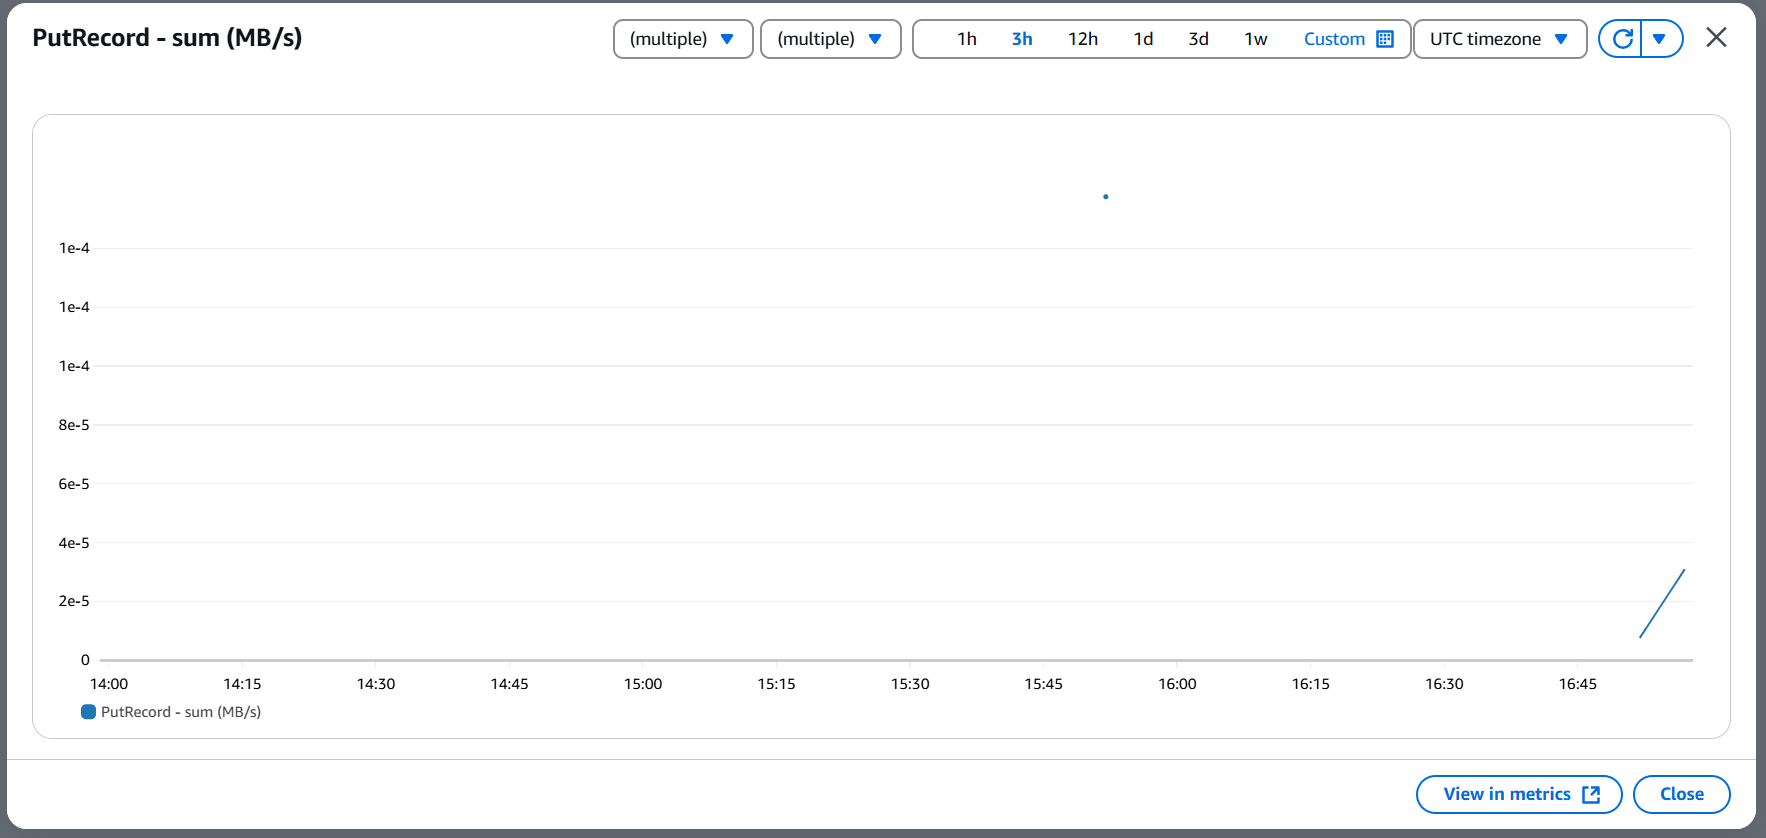 PutRecord - sum (MB/s)
(multiple) (multiple) 1h 3h 12h 1d 3d 1w Custom UTC timezone
1e-4
1e-4
1e-4
8e-5
6e-5
4e-5
2e-5
0
14:00 14:15 14:30 14:45 15:00 15:15 15:30 15:45 16:00 16:15 16:30 16:45
PutRecord - sum (MB/s)
View in metrics Close